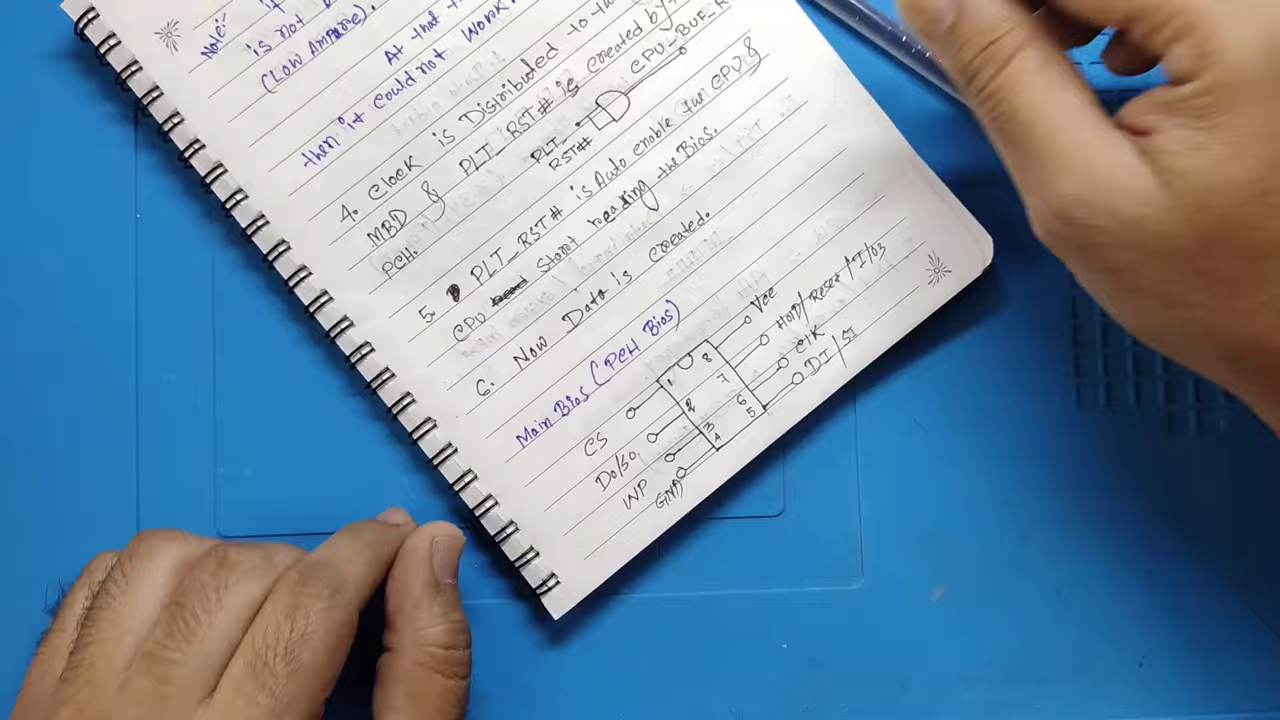 Note: if
is not
(Low Ampere).
At that
then it could not work.
4. Clock is Distributed to
MBD & PLT_RST# is created by
PCH.
PLT_
RST#
CPU_BUF_R
5. PLT_RST# is Auto enable the CPU &
CPU Start reading the Bios.
6. Now Data is created.
Main Bios (PCH Bios)
1 8 Vcc
2 7 Hold/Reset/I/O3
3 6 CLK
4 5 DI/SI
CS
DO/SO
WP
GND